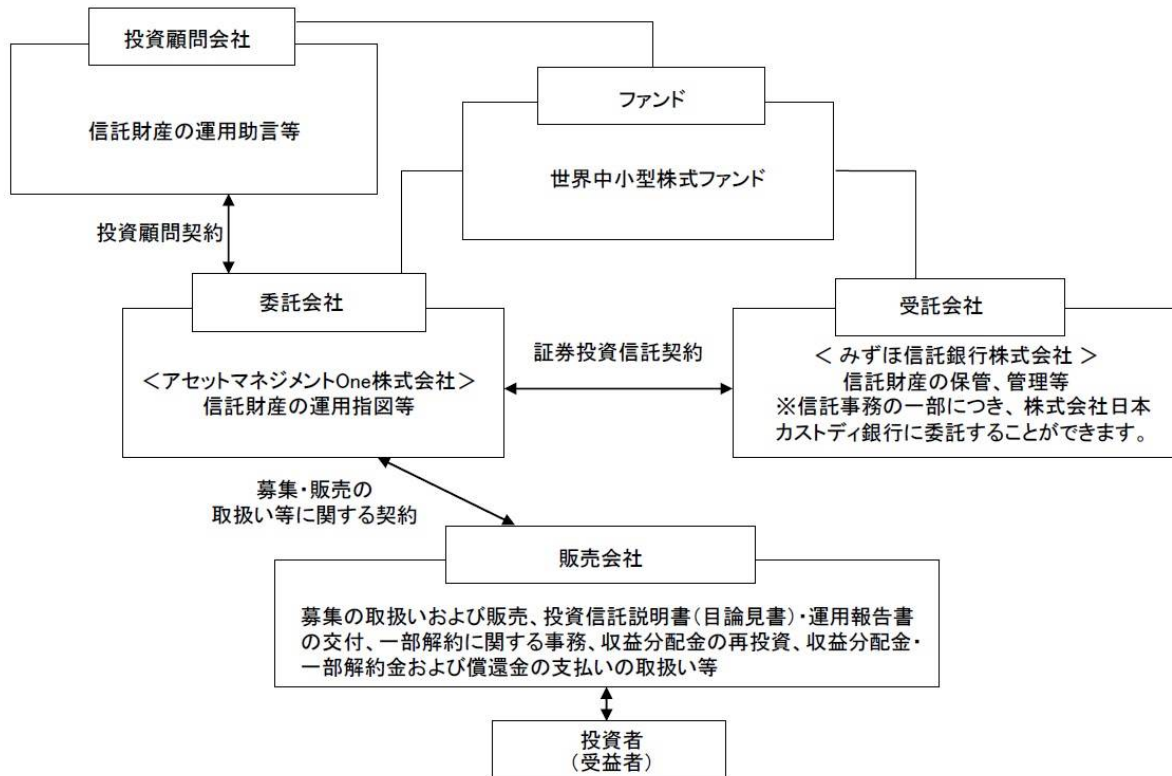 投資顧問会社
信託財産の運用助言等
ファンド
世界中小型株式ファンド
投資顧問契約
委託会社
<アセットマネジメントOne株式会社>
信託財産の運用指図等
証券投資信託契約
受託会社
< みずほ信託銀行株式会社 >
信託財産の保管、管理等
※信託事務の一部につき、株式会社日本
カストディ銀行に委託することができます。
募集・販売の
取扱い等に関する契約
販売会社
募集の取扱いおよび販売、投資信託説明書(目論見書)・運用報告書
の交付、一部解約に関する事務、収益分配金の再投資、収益分配金・
一部解約金および償還金の支払いの取扱い等
投資者
(受益者)